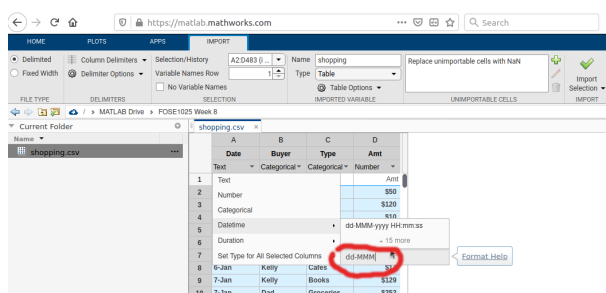 https://matlab.mathworks.com
Search
HOME PLOTS APPS IMPORT
Delimited
Column Delimiters
Selection/History A2:D483 (i ...
Name shopping
Replace unimportable cells with NaN
Fixed Width
Delimiter Options
Variable Names Row 1
Type Table
No Variable Names
Table Options
Import Selection
FILE TYPE DELIMITERS SELECTION IMPORTED VARIABLE UNIMPORTABLE CELLS IMPORT
/ > MATLAB Drive > FOSE1025 Week 8
Current Folder
shopping.csv ×
Name
shopping.csv
A B C D
Date Buyer Type Amt
Text Categorical Categorical Number
1 Amt
2 $50
3 $120
4 $10
5
6
7
Text
Number
Categorical
Datetime
Duration
Set Type for All Selected Columns
dd-MMM-yyyy HH:mm:ss
15 more
dd-MMM
Format Help
8 6-Jan Kelly Cafes
9 7-Jan Kelly Books $129
10 7-Jan Dad Groceries $252